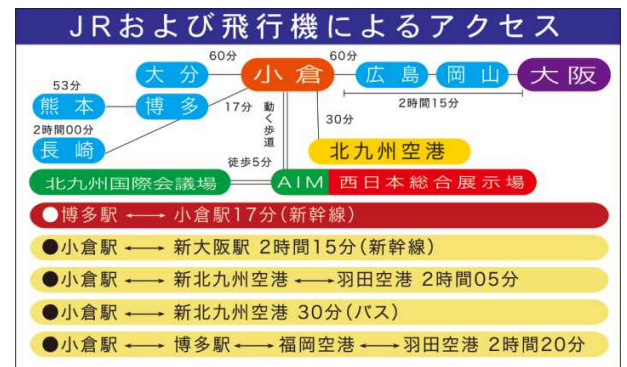 JRおよび飛行機によるアクセス
60分 60分
大分 小倉 広島 岡山 大阪
53分
熊本 博多 17分 動く歩道 30分 2時間15分
2時間00分
長崎 北九州空港
徒歩5分
北九州国際会議場 AIM 西日本総合展示場
●博多駅 ⟷ 小倉駅17分(新幹線)
●小倉駅 ⟷ 新大阪駅 2時間15分(新幹線)
●小倉駅 ⟷ 新北九州空港 ⟷ 羽田空港 2時間05分
●小倉駅 ⟷ 新北九州空港 30分(バス)
●小倉駅 ⟷ 博多駅 ⟷ 福岡空港 ⟷ 羽田空港 2時間20分